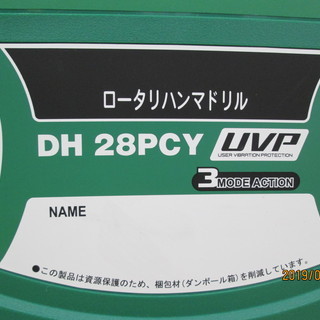 ロータリハンマドリル
DH 28PCY UVP
USER VIBRATION PROTECTION
3 MODE ACTION
NAME
●この製品は資源保護のため、梱包材(ダンボール箱)を削減しています。
2019/0